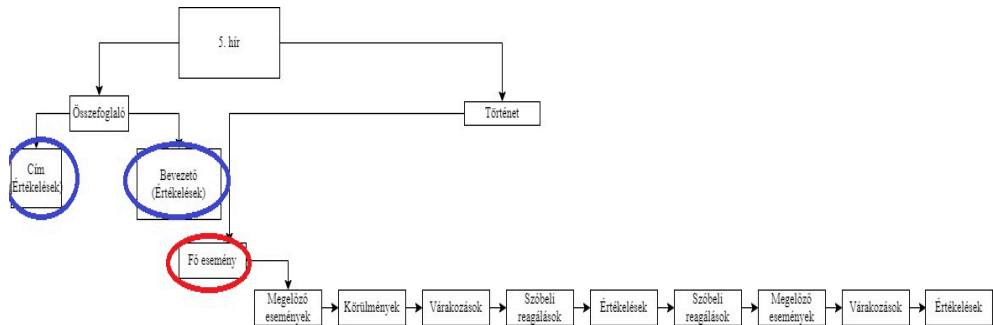 5. hír
Összefoglaló
Történet
Cím
(Értékelések)
Bevezető
(Értékelések)
Fő esemény
Megelőző
események
Körülmények
Várakozások
Szóbeli
reagálások
Értékelések
Szóbeli
reagálások
Megelőző
események
Várakozások
Értékelések